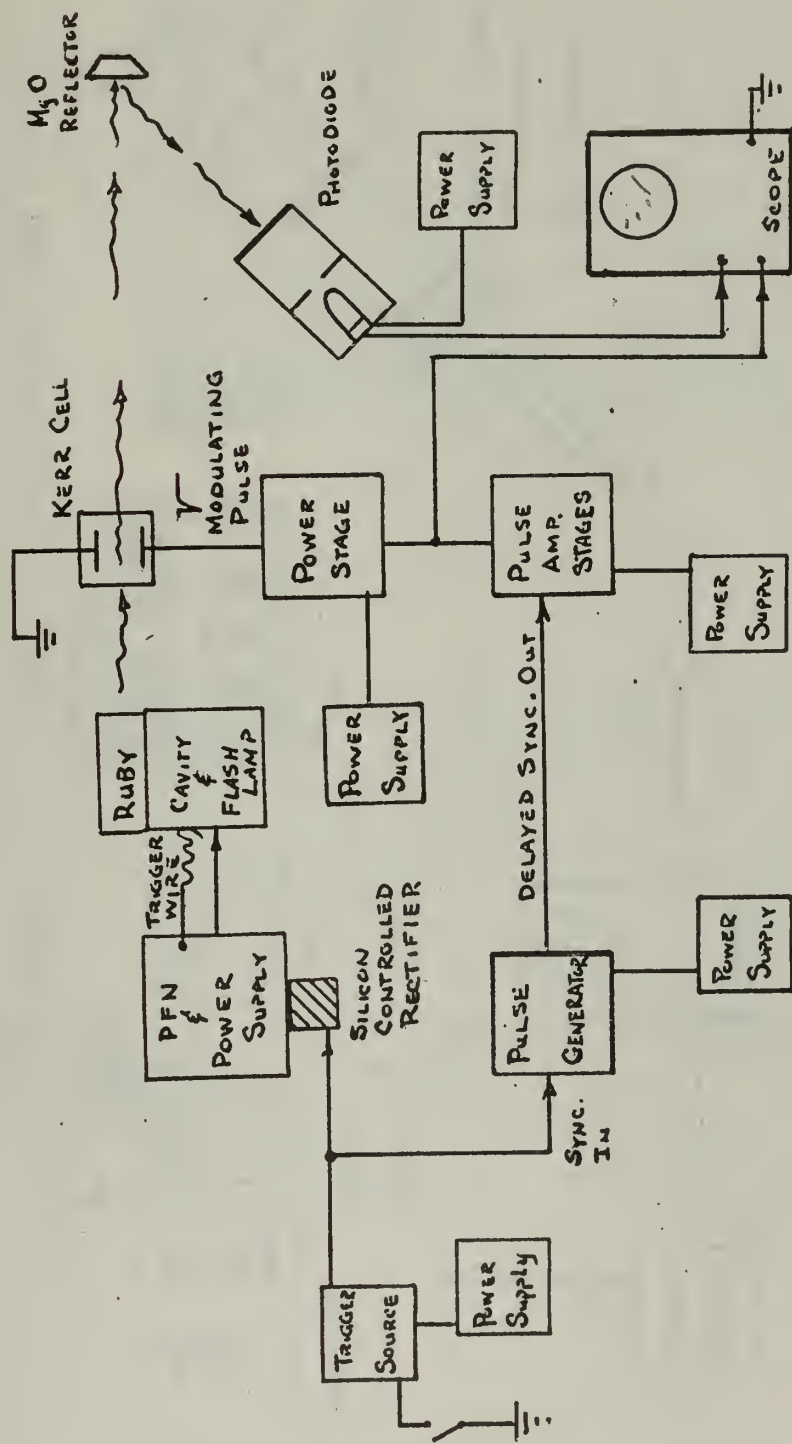 MgO
REFLECTOR
PHOTODIODE
POWER
SUPPLY
SCOPE
KERR CELL
MODULATING
PULSE
POWER
STAGE
PULSE
AMP.
STAGES
POWER
SUPPLY
POWER
SUPPLY
RUBY
CAVITY
&
FLASH
LAMP
TRIGGER
WIRE
PFN
&
POWER
SUPPLY
SILICON
CONTROLLED
RECTIFIER
DELAYED SYNC. OUT
PULSE
GENERATOR
POWER
SUPPLY
SYNC.
IN
TRIGGER
SOURCE
POWER
SUPPLY